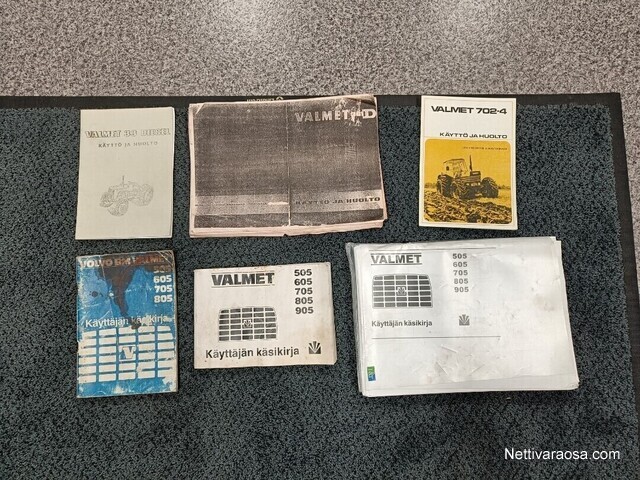 VALMET 33 DIESEL
KÄYTTÖ JA HUOLTO
VALMET
KÄYTTÖ JA HUOLTO
VALMET 702-4
KÄYTTÖ JA HUOLTO
VOLVO BM VALMET
505
605
705
805
Käyttäjän käsikirja
VALMET
505
605
705
805
905
Käyttäjän käsikirja
VALMET
505
605
705
805
905
Käyttäjän käsikirja
Nettivaraosa.com